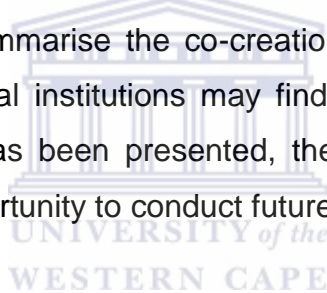 mmarise the co-creatio
al institutions may find
as been presented, the
rtunity to conduct future
UNIVERSITY of the
WESTERN CAPE